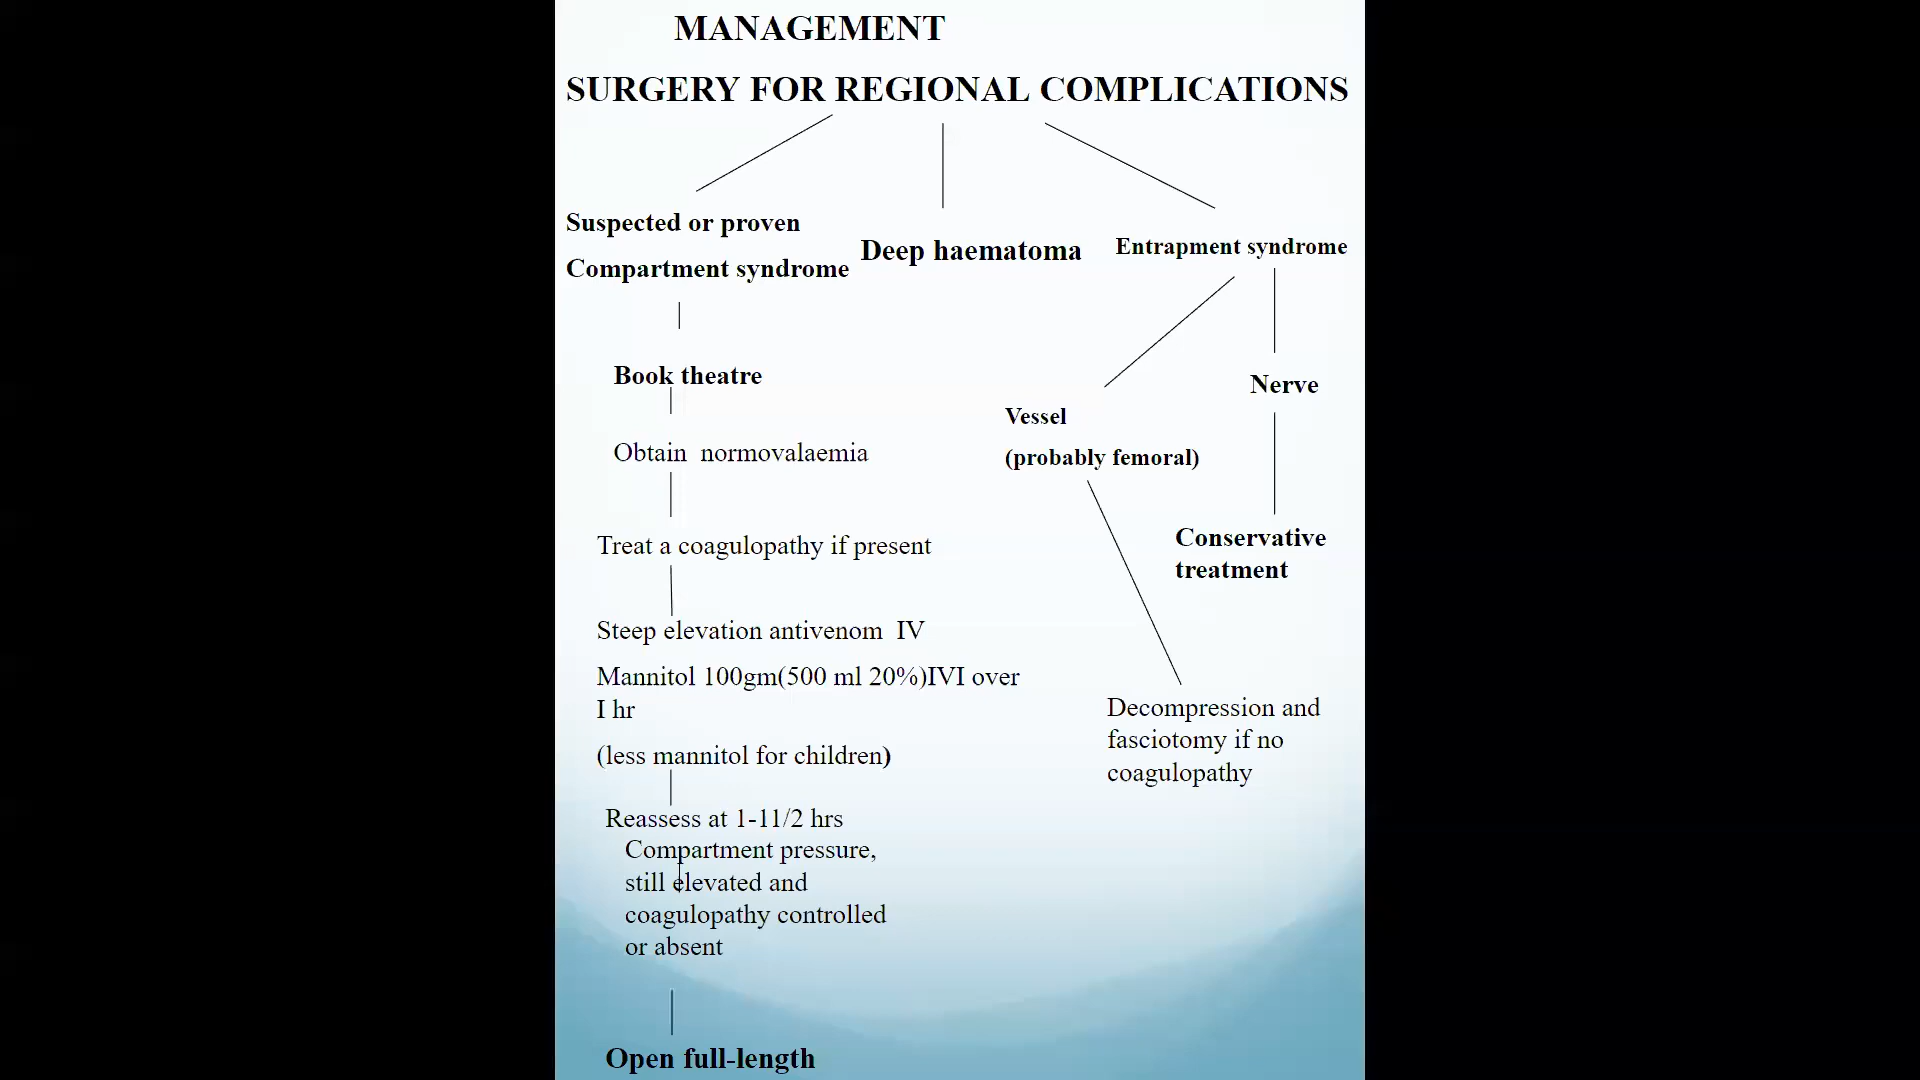 MANAGEMENT
SURGERY FOR REGIONAL COMPLICATIONS
Suspected or proven
Compartment syndrome
Deep haematoma
Entrapment syndrome
Book theatre
Obtain  normovalaemia
Treat a coagulopathy if present
Steep elevation antivenom  IV
Mannitol 100gm(500 ml 20%)IVI over
I hr
(less mannitol for children)
Reassess at 1-11/2 hrs
Compartment pressure,
still elevated and
coagulopathy controlled
or absent
Open full-length
Vessel
(probably femoral)
Decompression and
fasciotomy if no
coagulopathy
Nerve
Conservative
treatment